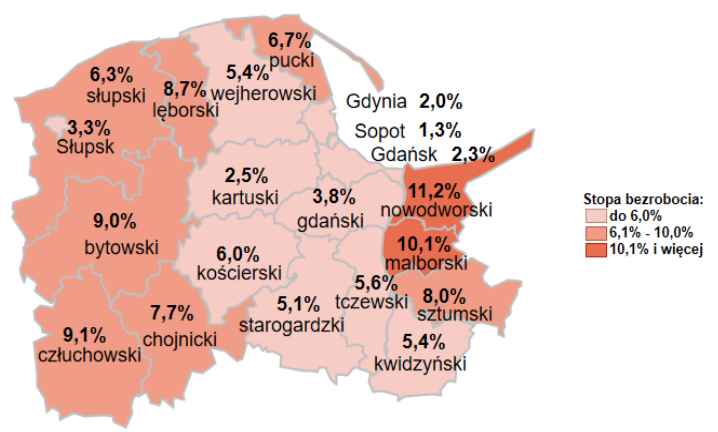 6,7%
pucki
6,3%
słupski
8,7%
lęborski
5,4%
wejherowski
Gdynia 2,0%
Sopot 1,3%
Gdańsk 2,3%
3,3%
Słupsk
2,5%
kartuski
3,8%
gdański
11,2%
nowodworski
9,0%
bytowski
6,0%
kościerski
10,1%
malborski
5,6%
tczewski
8,0%
sztumski
5,1%
starogardzki
7,7%
chojnicki
9,1%
człuchowski
5,4%
kwidzyński
Stopa bezrobocia:
do 6,0%
6,1% - 10,0%
10,1% i więcej